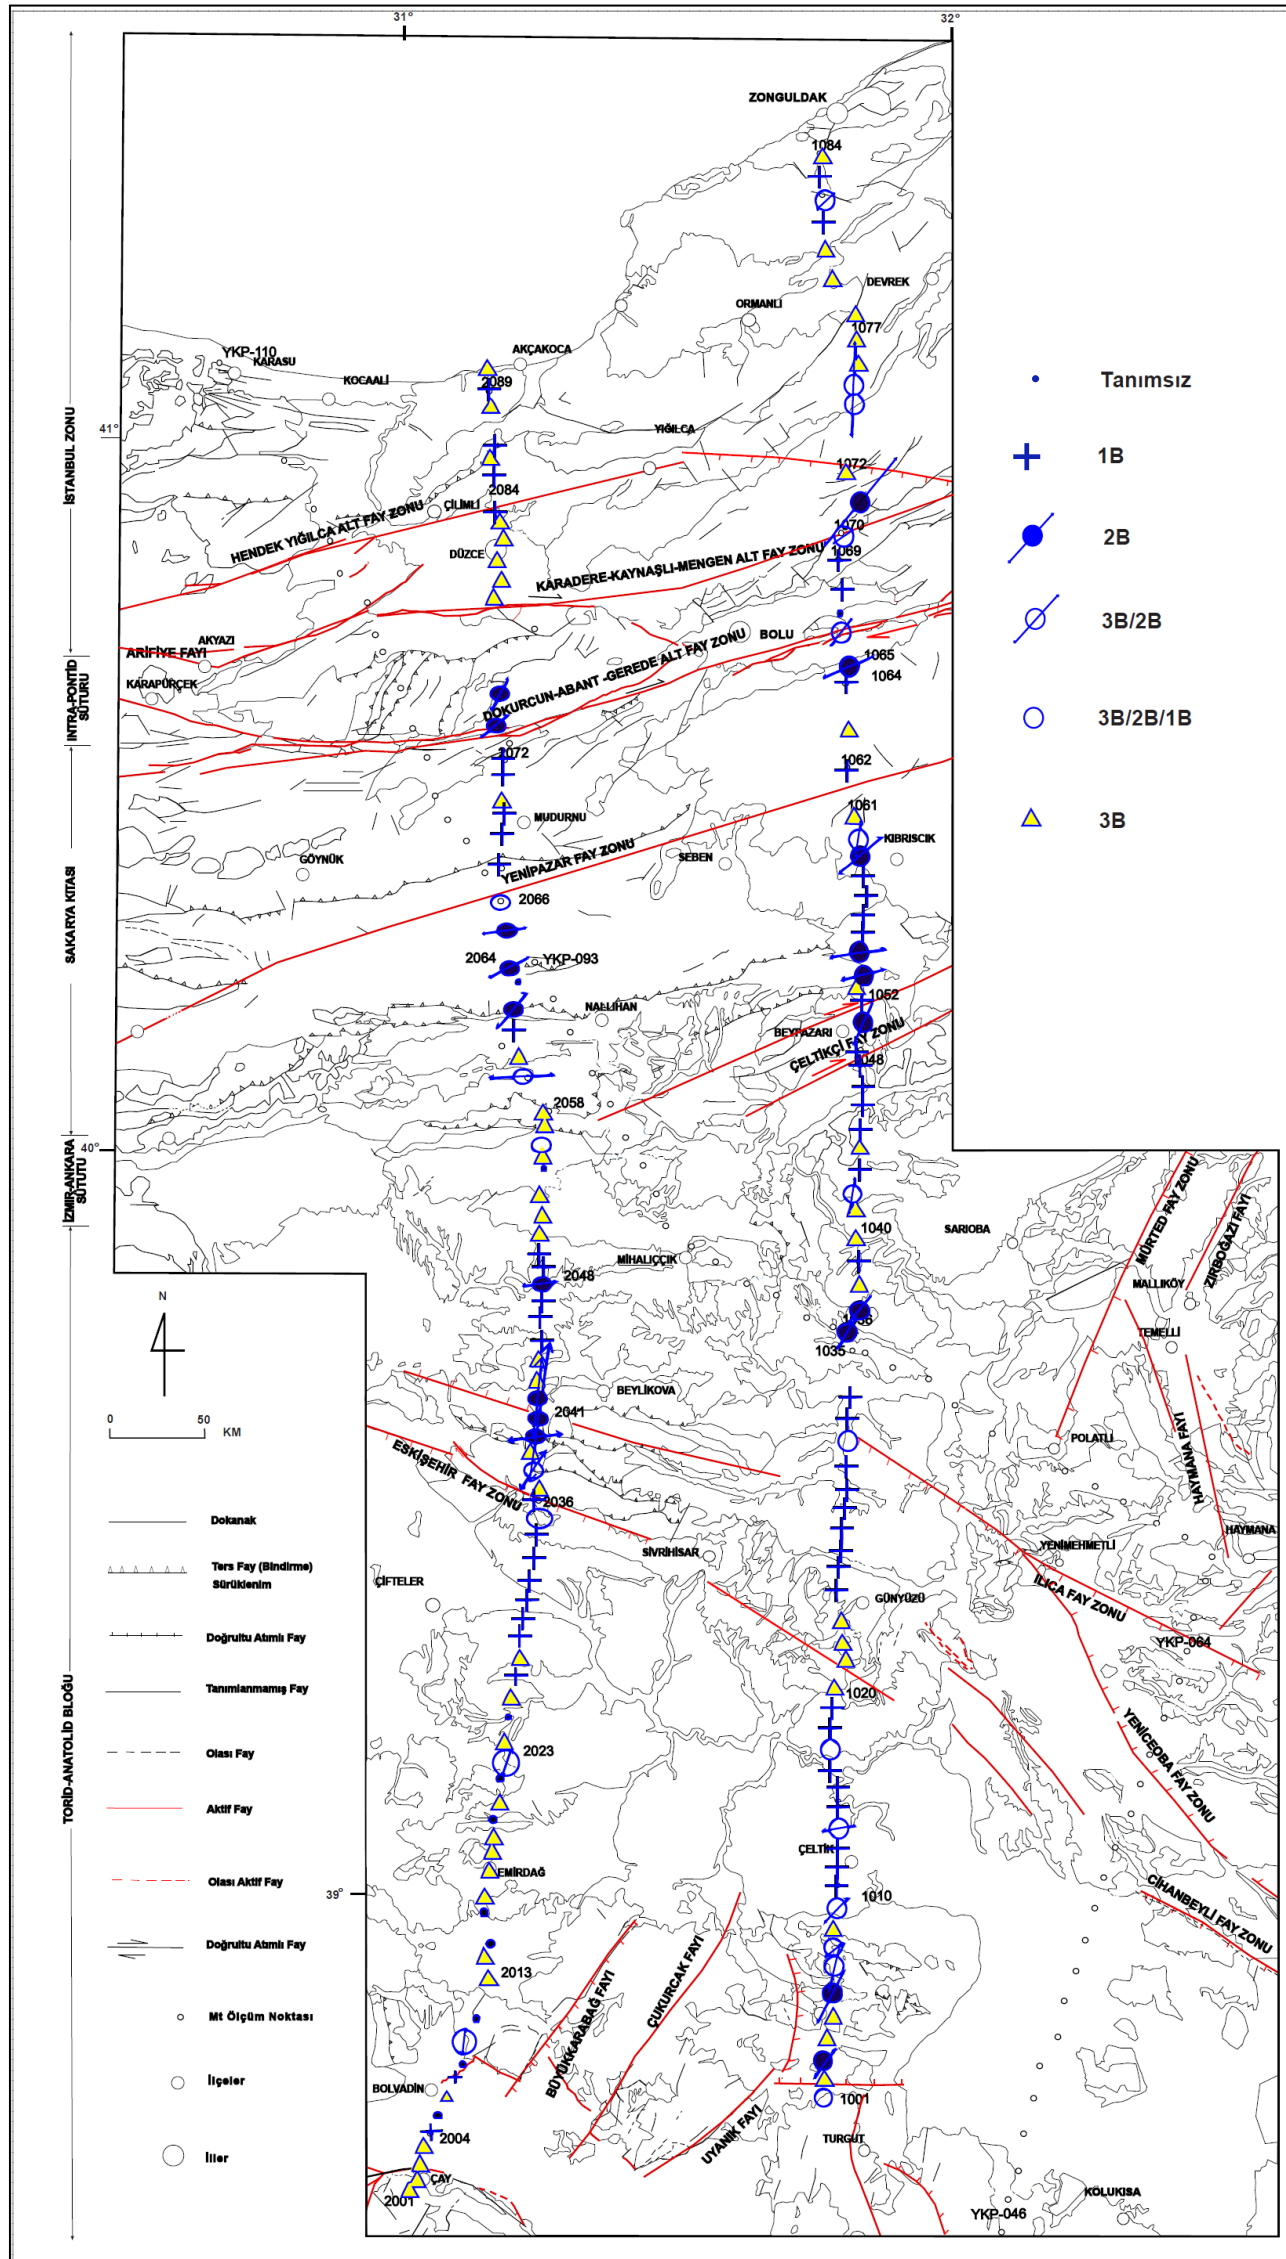 31°
32°
ZONGULDAK
1084
DEVREK
ORMANLI
1077
YKP-110
KARASU
KOCAALİ
AKÇAKOCA
2089
41°
YIĞILCA
1072
2084
ÇİLİMLİ
HENDEK YIĞILCA ALT FAY ZONU
1070
1069
DÜZCE
KARADERE-KAYNAŞLI-MENGEN ALT FAY ZONU
BOLU
AKYAZI
ARİFİYE FAYI
KARAPÜRÇEK
1065
1064
DOKURCUN-ABANT -GEREDE ALT FAY ZONU
2072
1062
1061
MUDURNU
KIBRISCIK
SEBEN
GÖYNÜK
YENİPAZAR FAY ZONU
2066
2064
YKP-093
1052
NALLIHAN
BEYPAZARI
ÇELTİKÇİ FAY ZONU
1048
2058
40°
1040
SARIOBA
MİHALIÇÇIK
2048
MÜRTED FAY ZONU
ZIRBOĞAZI FAYI
MALLIKÖY
TEMELLİ
1036
1035
BEYLİKOVA
2041
POLATLI
HAYMANA FAYI
HAYMANA
ESKİŞEHİR FAY ZONU
2036
SİVRİHİSAR
YENİMEHMETLİ
ILICA FAY ZONU
ÇİFTELER
GÜNYÜZÜ
YKP-064
1020
YENİCEOBA FAY ZONU
2023
ÇELTİK
EMİRDAĞ
CİHANBEYLİ FAY ZONU
39°
1010
2013
BÜYÜKKARABAĞ FAYI
ÇUKURCAK FAYI
BOLVADİN
1001
UYANIK FAYI
TURGUT
2004
ÇAY
2001
KÖLUKISA
YKP-046
İSTANBUL ZONU
INTRA-PONTİD
SÜTURU
SAKARYA KITASI
İZMİR-ANKARA
SÜTUTU
TORİD-ANATOLİD BLOĞU
Tanımsız
1B
2B
3B/2B
3B/2B/1B
3B
N
0 50
KM
Dokanak
Ters Fay (Bindirme)
Sürüklenim
Doğrultu Atımlı Fay
Tanımlanmamış Fay
Olası Fay
Aktif Fay
Olası Aktif Fay
Doğrultu Atımlı Fay
Mt Ölçüm Noktası
İlçeler
İller